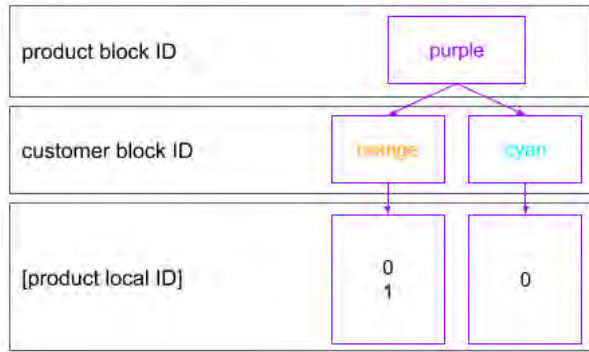 product block ID
purple
customer block ID
orange
cyan
[product local ID]
0
1
0